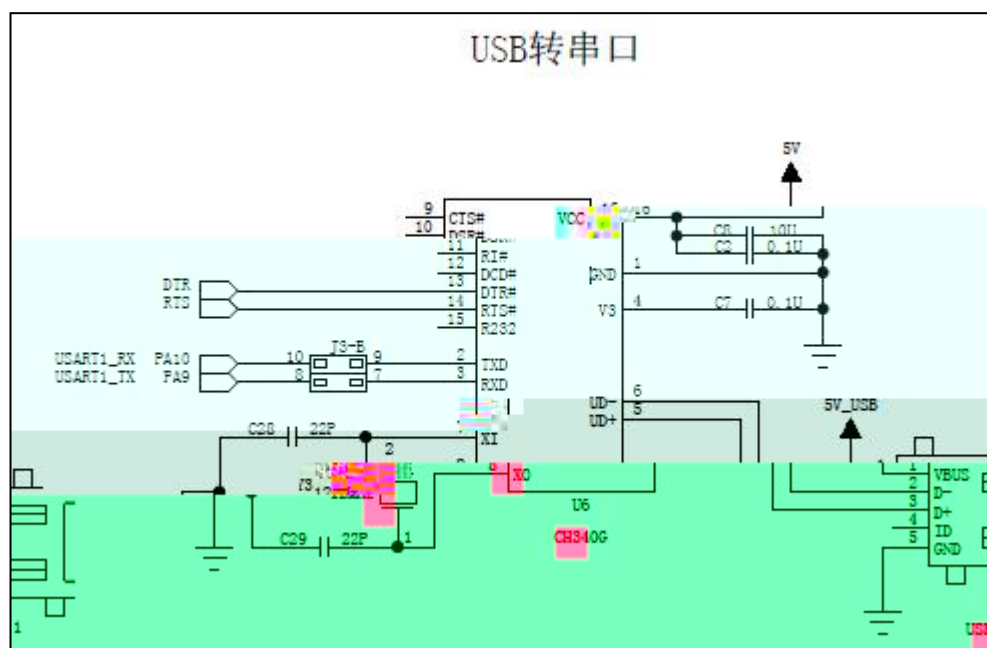 USB转串口
5V
9 CTS# VCC 16
10
C8 10U
11 C2 0.1U
RI#
12 1
DCD# GND
DTR 13 DTR#
RTS 14 RTS# V3 4 C7 0.1U
15 R232
J3-B
USART1_RX PA10 10 9 2 TXD
USART1_TX PA9 8 7 3 RXD
6
UD-
5
UD+
5V_USB
C28 22P XI
2
XO
1 VBUS
2 D-
3 D+
4 ID
5 GND
U6
C29 22P 1 CH340G
1